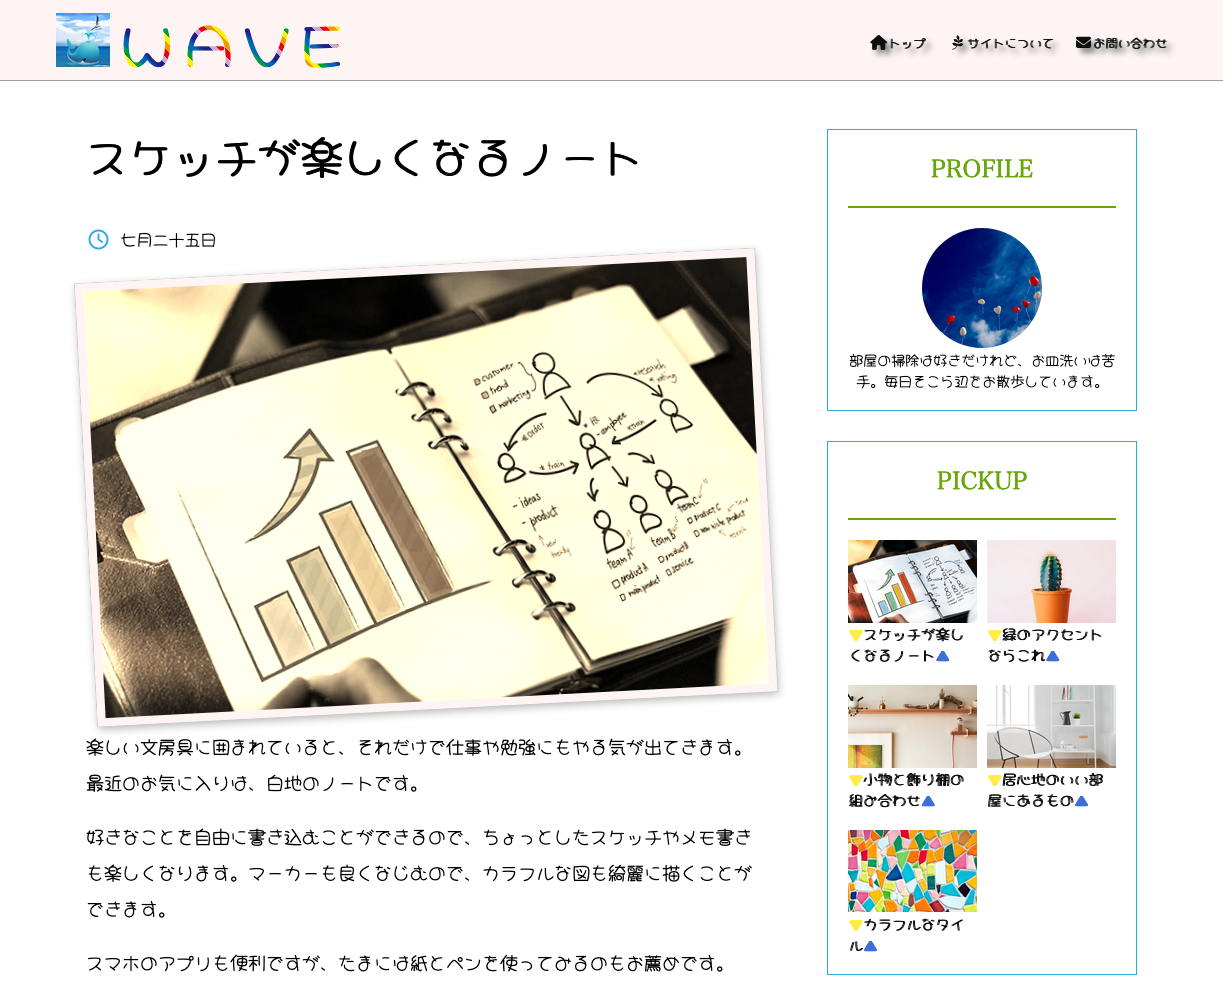 WAVE
トップ
サイトについて
お問い合わせ
スケッチが楽しくなるノート
七月二十五日
customer
trend
marketing
research
rating
order
HR
- employee
train
train
- ideas
- product
team A
team B
team C
product A
main product
product B
service
product C
new niche product
楽しい文房具に囲まれていると、それだけで仕事や勉強にもやる気が出てきます。
最近のお気に入りは、白地のノートです。
好きなことを自由に書き込むことができるので、ちょっとしたスケッチやメモ書き
も楽しくなります。マーカーも良くなじむので、カラフルな図も綺麗に描くことが
できます。
スマホのアプリも便利ですが、たまには紙とペンを使ってみるのもお薦めです。
PROFILE
部屋の掃除は好きだけれど、お皿洗いは苦
手。毎日そこら辺をお散歩しています。
PICKUP
スケッチが楽し
くなるノート
緑のアクセント
ならこれ
小物と飾り棚の
組み合わせ
居心地のいい部
屋にあるもの
カラフルなタイ
ル